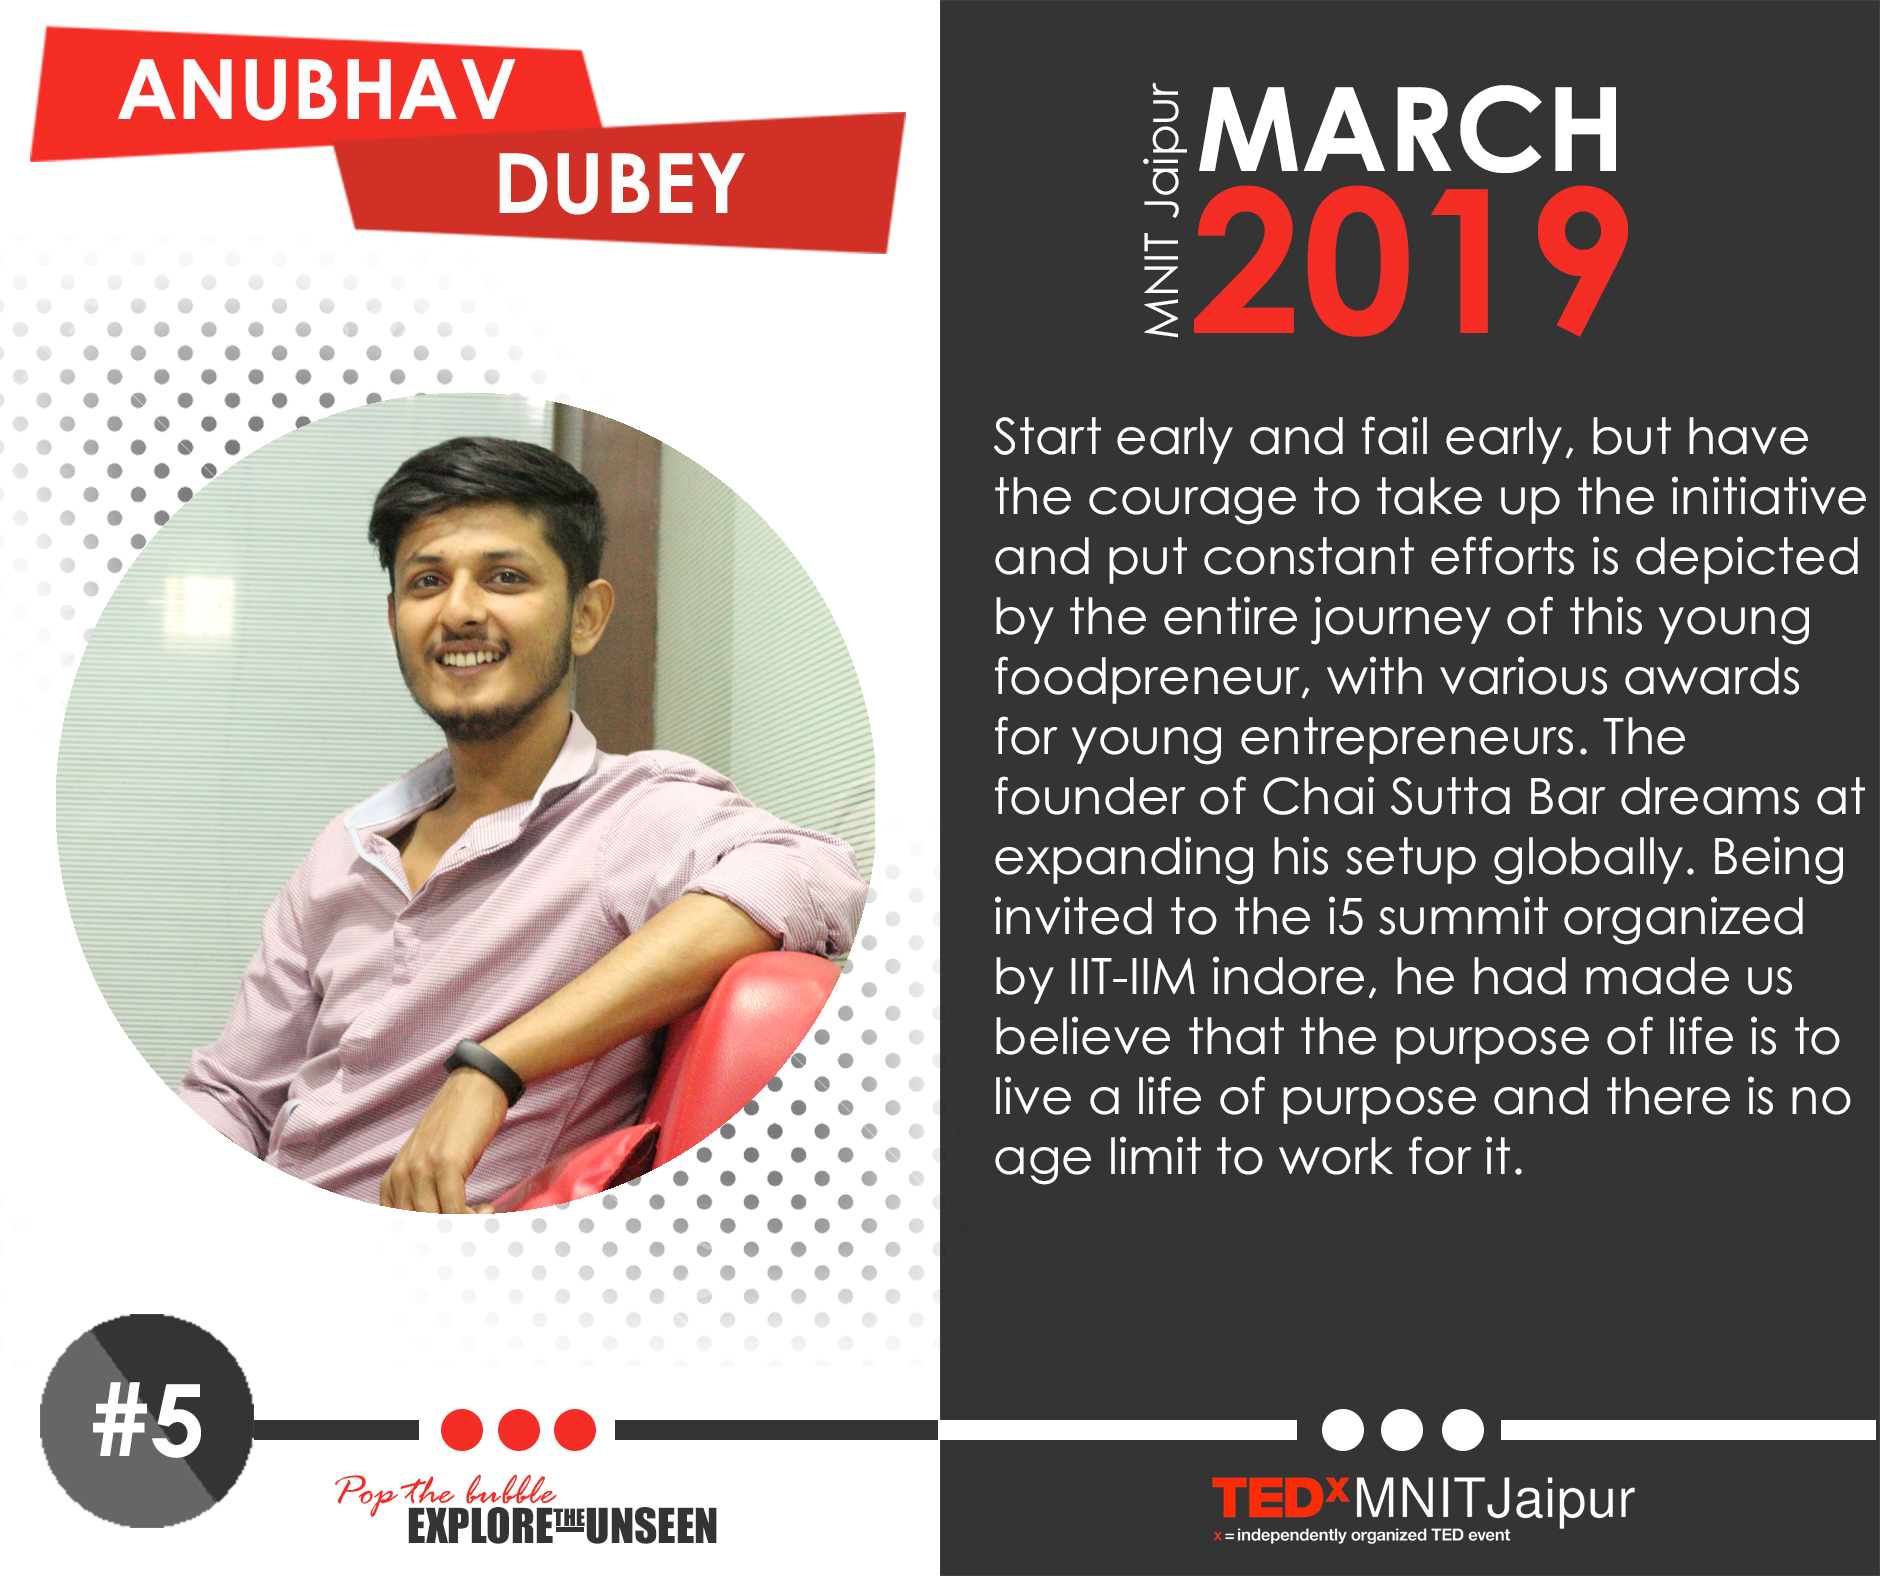 ANUBHAV
DUBEY
#5
Pop the bubble
EXPLORE THE UNSEEN
MNIT Jaipur
MARCH
2019
Start early and fail early, but have
the courage to take up the initiative
and put constant efforts is depicted
by the entire journey of this young
foodpreneur, with various awards
for young entrepreneurs. The
founder of Chai Sutta Bar dreams at
expanding his setup globally. Being
invited to the i5 summit organized
by IIT-IIM indore, he had made us
believe that the purpose of life is to
live a life of purpose and there is no
age limit to work for it.
TEDxMNITJaipur
x = independently organized TED event